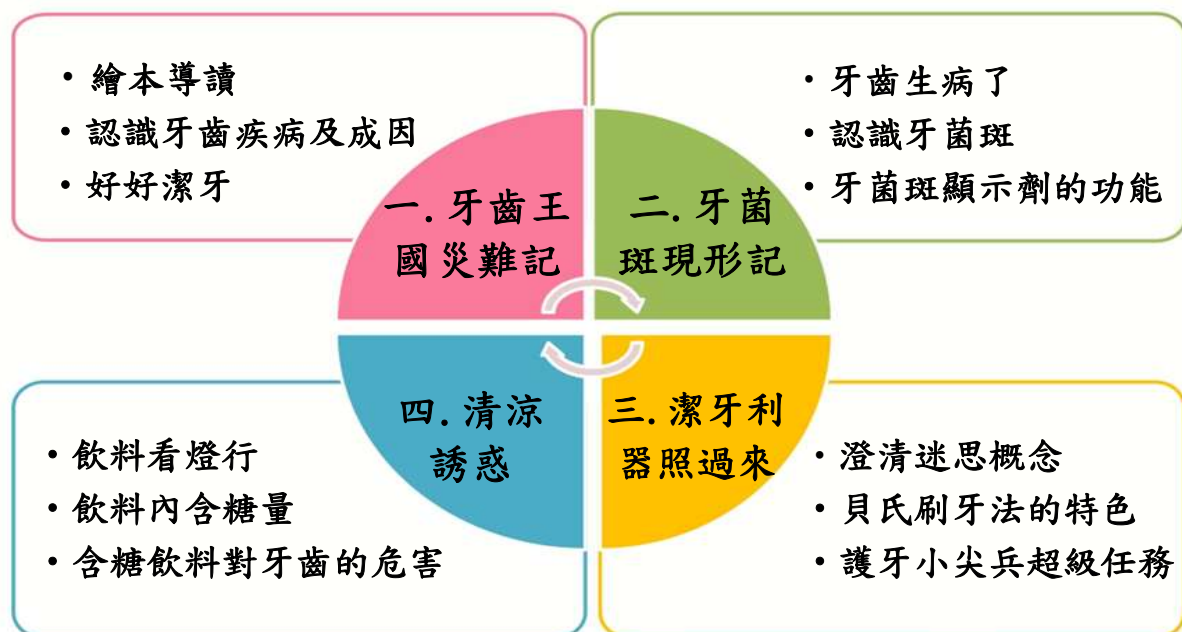 • 繪本導讀
• 認識牙齒疾病及成因
• 好好潔牙
一. 牙齒王
國災難記
• 牙齒生病了
• 認識牙菌斑
• 牙菌斑顯示劑的功能
二. 牙菌
斑現形記
三. 潔牙利
器照過來
• 澄清迷思概念
• 貝氏刷牙法的特色
• 護牙小尖兵超級任務
四. 清涼
誘惑
• 飲料看燈行
• 飲料內含糖量
• 含糖飲料對牙齒的危害